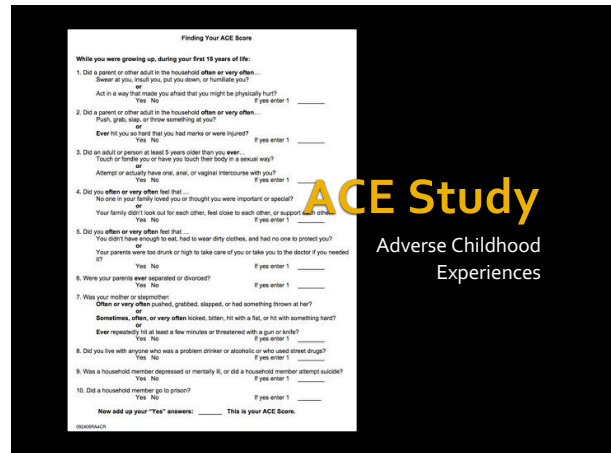 Finding Your ACE Score
While you were growing up, during your first 18 years of life:
1. Did a parent or other adult in the household often or very often…
Swear at you, insult you, put you down, or humiliate you?
or
Act in a way that made you afraid that you might be physically hurt?
Yes No If yes enter 1 ______
2. Did a parent or other adult in the household often or very often…
Push, grab, slap, or throw something at you?
or
Ever hit you so hard that you had marks or were injured?
Yes No If yes enter 1 ______
3. Did an adult or person at least 5 years older than you ever…
Touch or fondle you or have you touch their body in a sexual way?
or
Attempt or actually have oral, anal, or vaginal intercourse with you?
Yes No If yes enter 1 ______
4. Did you often or very often feel that …
No one in your family loved you or thought you were important or special?
or
Your family didn't look out for each other, feel close to each other, or support each other?
Yes No If yes enter 1 ______
5. Did you often or very often feel that …
You didn't have enough to eat, had to wear dirty clothes, and had no one to protect you?
or
Your parents were too drunk or high to take care of you or take you to the doctor if you needed
it?
Yes No If yes enter 1 ______
6. Were your parents ever separated or divorced?
Yes No If yes enter 1 ______
7. Was your mother or stepmother:
Often or very often pushed, grabbed, slapped, or had something thrown at her?
or
Sometimes, often, or very often kicked, bitten, hit with a fist, or hit with something hard?
or
Ever repeatedly hit at least a few minutes or threatened with a gun or knife?
Yes No If yes enter 1 ______
8. Did you live with anyone who was a problem drinker or alcoholic or who used street drugs?
Yes No If yes enter 1 ______
9. Was a household member depressed or mentally ill, or did a household member attempt suicide?
Yes No If yes enter 1 ______
10. Did a household member go to prison?
Yes No If yes enter 1 ______
Now add up your "Yes" answers: ______ This is your ACE Score.
092406RA4CR
ACE Study
Adverse Childhood
Experiences